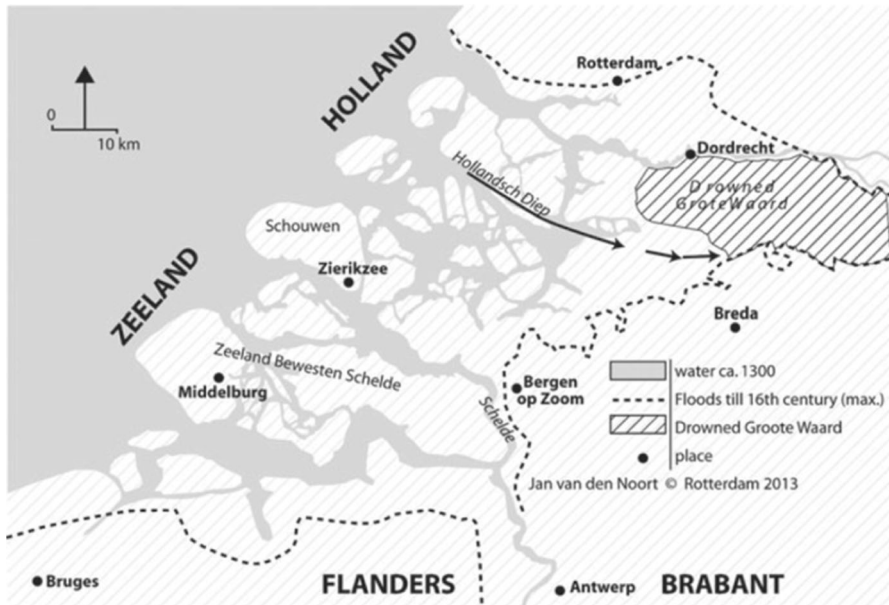 HOLLAND
Rotterdam
0
10 km
Hollandsch Diep
Dordrecht
Drowned
GroteWaard
Schouwen
Zierikzee
ZEELAND
Breda
Zeeland Bewesten Schelde
Middelburg
Bergen
op Zoom
Schelde
water ca. 1300
Floods till 16th century (max.)
Drowned Groote Waard
place
Jan van den Noort © Rotterdam 2013
Bruges
FLANDERS
Antwerp
BRABANT